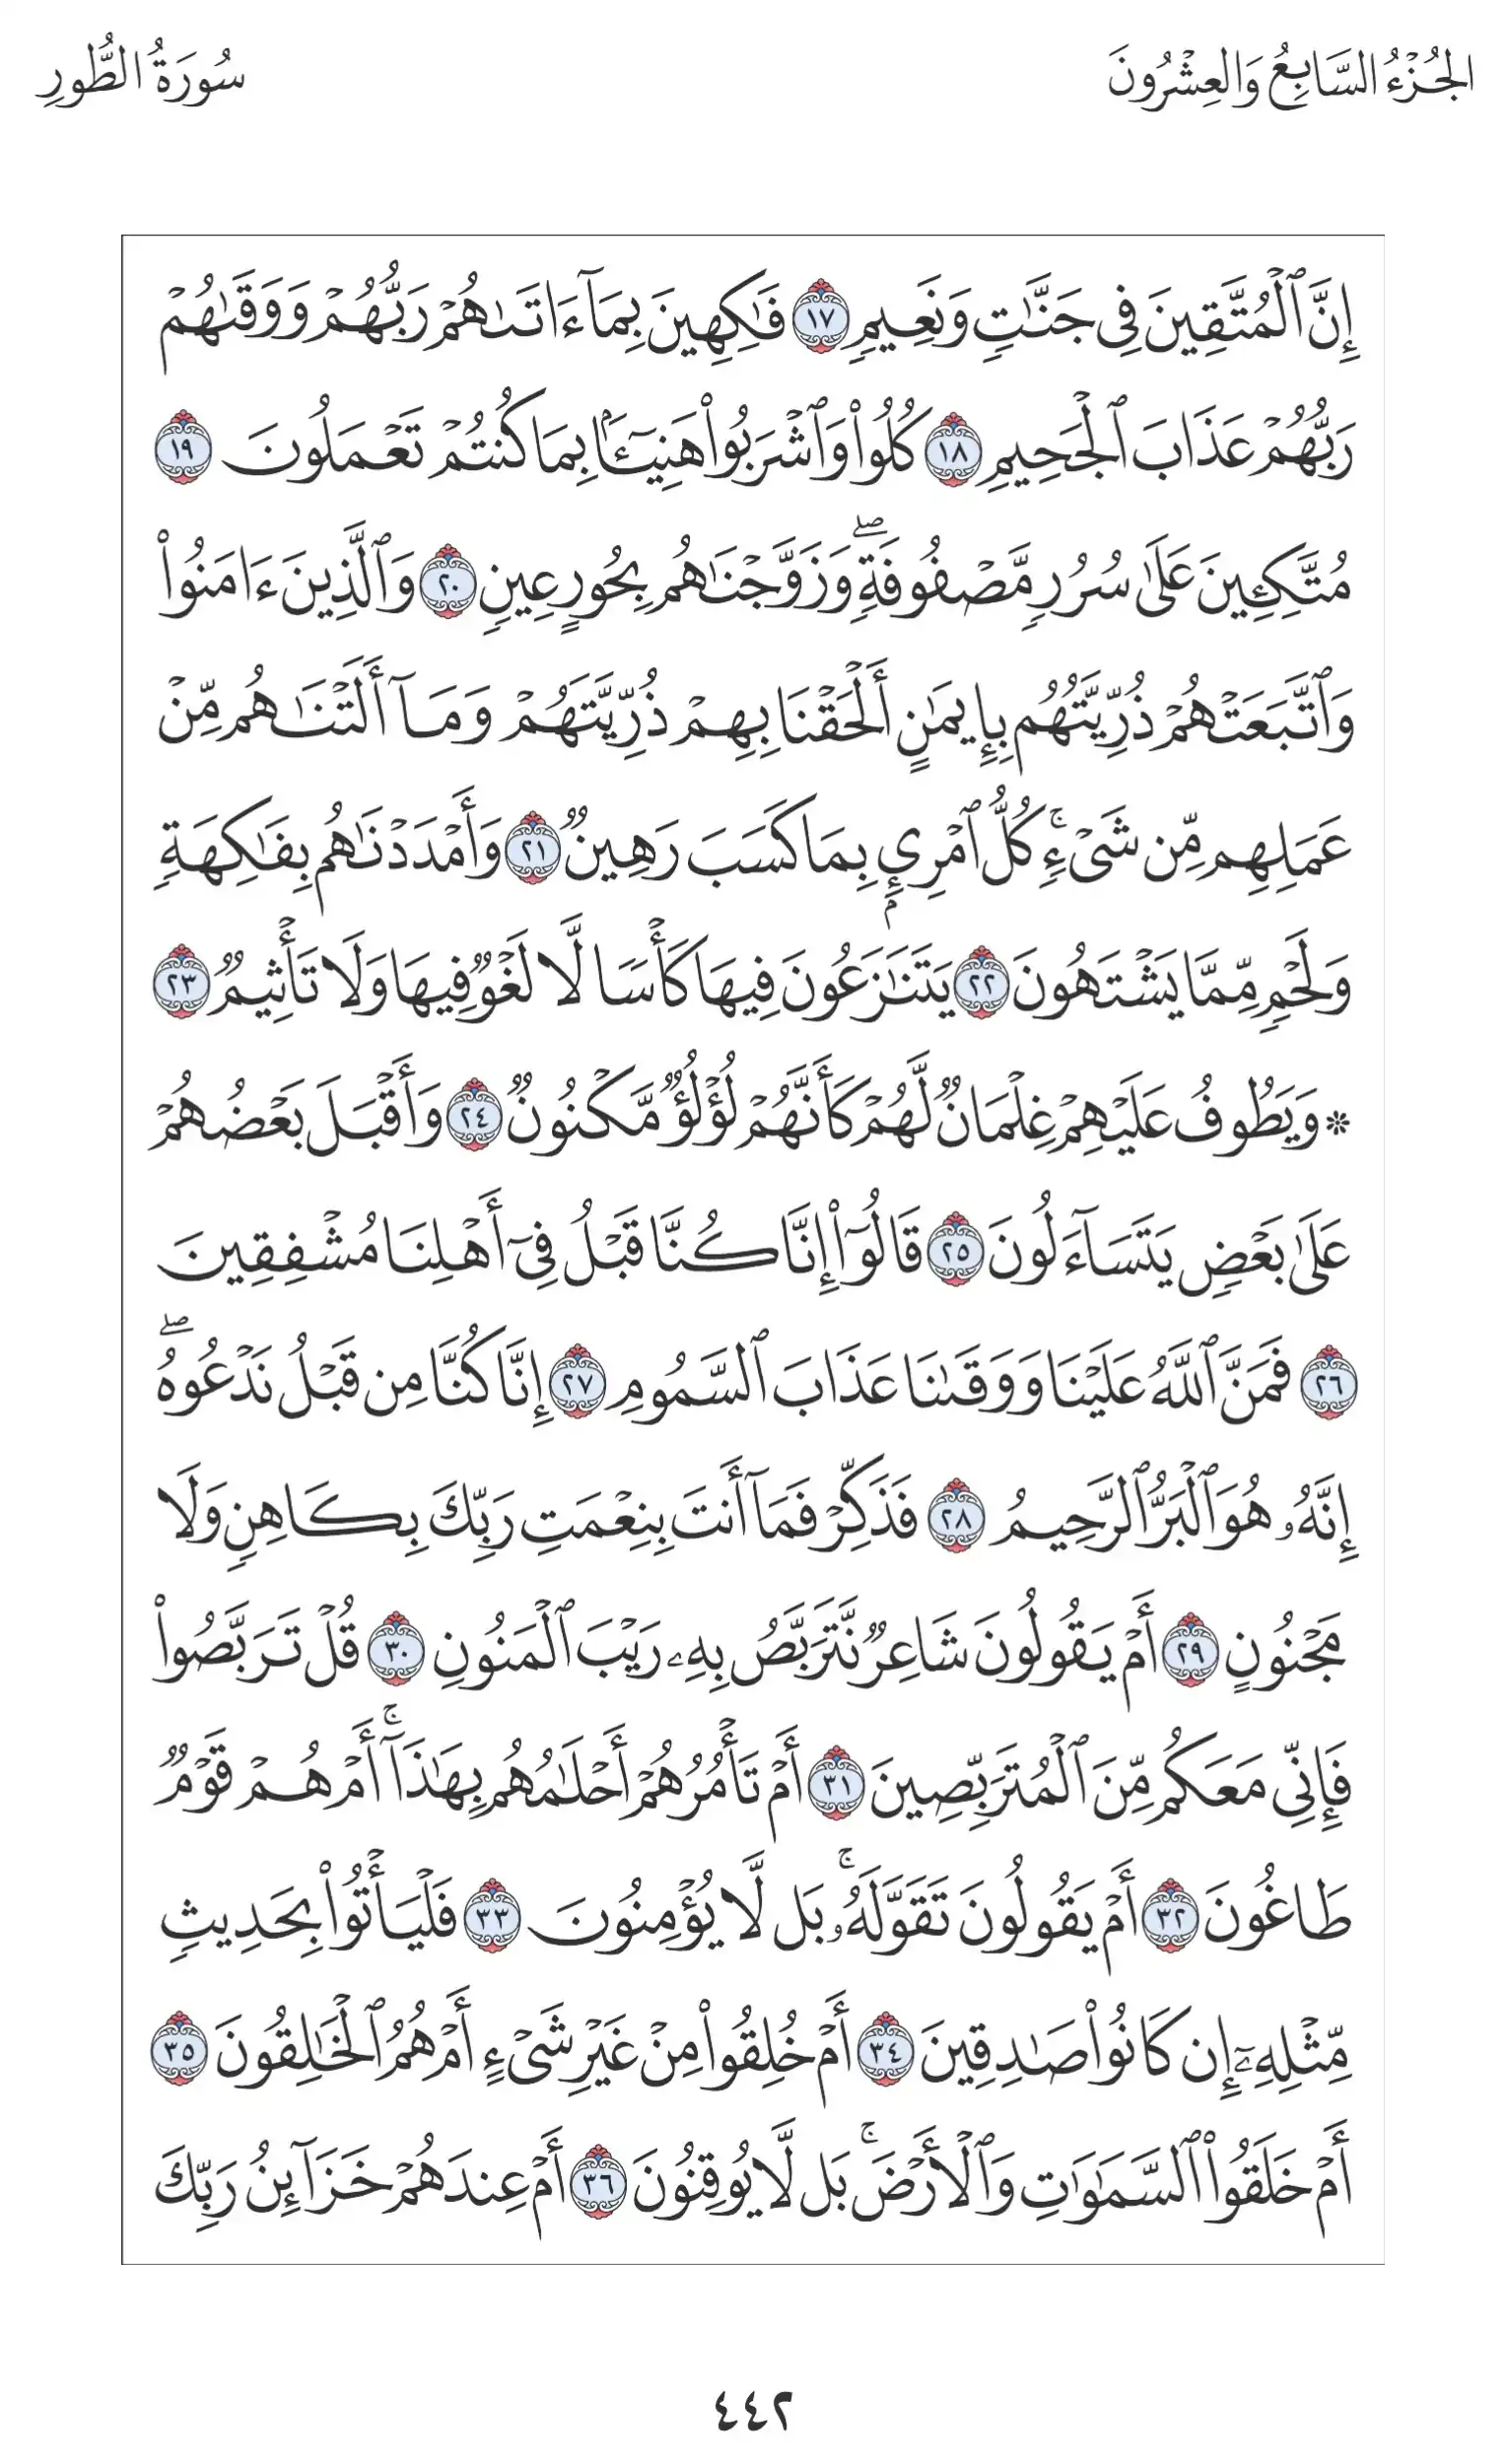 الجُزْءُ السَّابِعُ وَالعِشْرُونَ
سُورَةُ الطُّورِ
إِنَّ ٱلْمُتَّقِينَ فِى جَنَّٰتٍ وَنَعِيمٍ ١٧ فَٰكِهِينَ بِمَآ ءَاتَىٰهُمْ رَبُّهُمْ وَوَقَىٰهُمْ
رَبُّهُمْ عَذَابَ ٱلْجَحِيمِ ١٨ كُلُوا۟ وَٱشْرَبُوا۟ هَنِيٓـًٔۢا بِمَا كُنتُمْ تَعْمَلُونَ ١٩
مُتَّكِـِٔينَ عَلَىٰ سُرُرٍ مَّصْفُوفَةٍ ۖ وَزَوَّجْنَٰهُم بِحُورٍ عِينٍ ٢٠ وَٱلَّذِينَ ءَامَنُوا۟
وَٱتَّبَعَتْهُمْ ذُرِّيَّتُهُم بِإِيمَٰنٍ أَلْحَقْنَا بِهِمْ ذُرِّيَّتَهُمْ وَمَآ أَلَتْنَٰهُم مِّنْ
عَمَلِهِم مِّن شَىْءٍ ۚ كُلُّ ٱمْرِئٍۭ بِمَا كَسَبَ رَهِينٌ ٢١ وَأَمْدَدْنَٰهُم بِفَٰكِهَةٍ
وَلَحْمٍ مِّمَّا يَشْتَهُونَ ٢٢ يَتَنَٰزَعُونَ فِيهَا كَأْسًا لَّا لَغْوٌ فِيهَا وَلَا تَأْثِيمٌ ٢٣
۞ وَيَطُوفُ عَلَيْهِمْ غِلْمَانٌ لَّهُمْ كَأَنَّهُمْ لُؤْلُؤٌ مَّكْنُونٌ ٢٤ وَأَقْبَلَ بَعْضُهُمْ
عَلَىٰ بَعْضٍ يَتَسَآءَلُونَ ٢٥ قَالُوٓا۟ إِنَّا كُنَّا قَبْلُ فِىٓ أَهْلِنَا مُشْفِقِينَ
٢٦ فَمَنَّ ٱللَّهُ عَلَيْنَا وَوَقَىٰنَا عَذَابَ ٱلسَّمُومِ ٢٧ إِنَّا كُنَّا مِن قَبْلُ نَدْعُوهُ ۖ
إِنَّهُۥ هُوَ ٱلْبَرُّ ٱلرَّحِيمُ ٢٨ فَذَكِّرْ فَمَآ أَنتَ بِنِعْمَتِ رَبِّكَ بِكَاهِنٍ وَلَا
مَجْنُونٍ ٢٩ أَمْ يَقُولُونَ شَاعِرٌ نَّتَرَبَّصُ بِهِۦ رَيْبَ ٱلْمَنُونِ ٣٠ قُلْ تَرَبَّصُوا۟
فَإِنِّى مَعَكُم مِّنَ ٱلْمُتَرَبِّصِينَ ٣١ أَمْ تَأْمُرُهُمْ أَحْلَٰمُهُم بِهَٰذَآ ۚ أَمْ هُمْ قَوْمٌ
طَاغُونَ ٣٢ أَمْ يَقُولُونَ تَقَوَّلَهُۥ ۚ بَل لَّا يُؤْمِنُونَ ٣٣ فَلْيَأْتُوا۟ بِحَدِيثٍ
مِّثْلِهِۦٓ إِن كَانُوا۟ صَٰدِقِينَ ٣٤ أَمْ خُلِقُوا۟ مِنْ غَيْرِ شَىْءٍ أَمْ هُمُ ٱلْخَٰلِقُونَ ٣٥
أَمْ خَلَقُوا۟ ٱلسَّمَٰوَٰتِ وَٱلْأَرْضَ ۚ بَل لَّا يُوقِنُونَ ٣٦ أَمْ عِندَهُمْ خَزَآئِنُ رَبِّكَ
٤٤٢